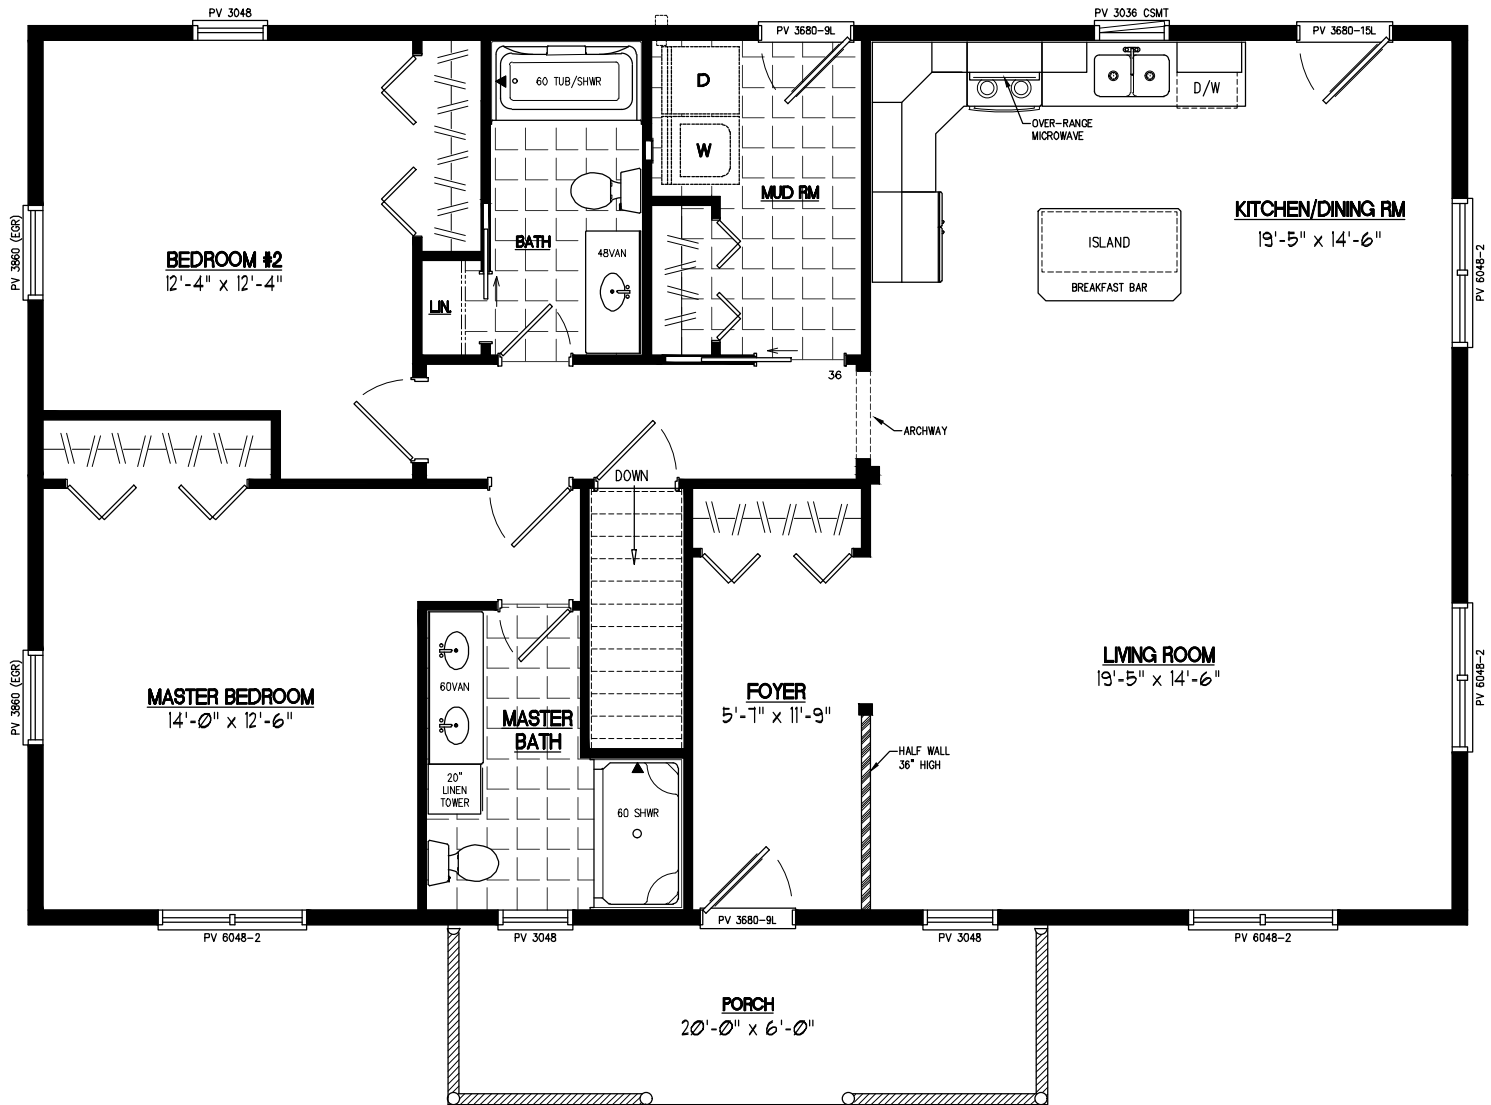 PV 3048
PV 3036 CSMT
PV 3680-9L
PV 3680-15L
60 TUB/SHWR
D
D/W
OVER-RANGE
MICROWAVE
W
MUD RM
KITCHEN/DINING RM
19'-5" x 14'-6"
PV 3860 (EGR)
BATH
48VAN
ISLAND
BEDROOM #2
12'-4" x 12'-4"
BREAKFAST BAR
PV 6048-2
LIN.
36
ARCHWAY
DOWN
LIVING ROOM
19'-5" x 14'-6"
PV 3860 (EGR)
60VAN
MASTER BEDROOM
14'-0" x 12'-6"
FOYER
5'-7" x 11'-9"
PV 6048-2
MASTER
BATH
HALF WALL
36" HIGH
20"
LINEN
TOWER
60 SHWR
PV 3680-9L
PV 6048-2
PV 3048
PV 3048
PV 6048-2
PORCH
20'-0" x 6'-0"